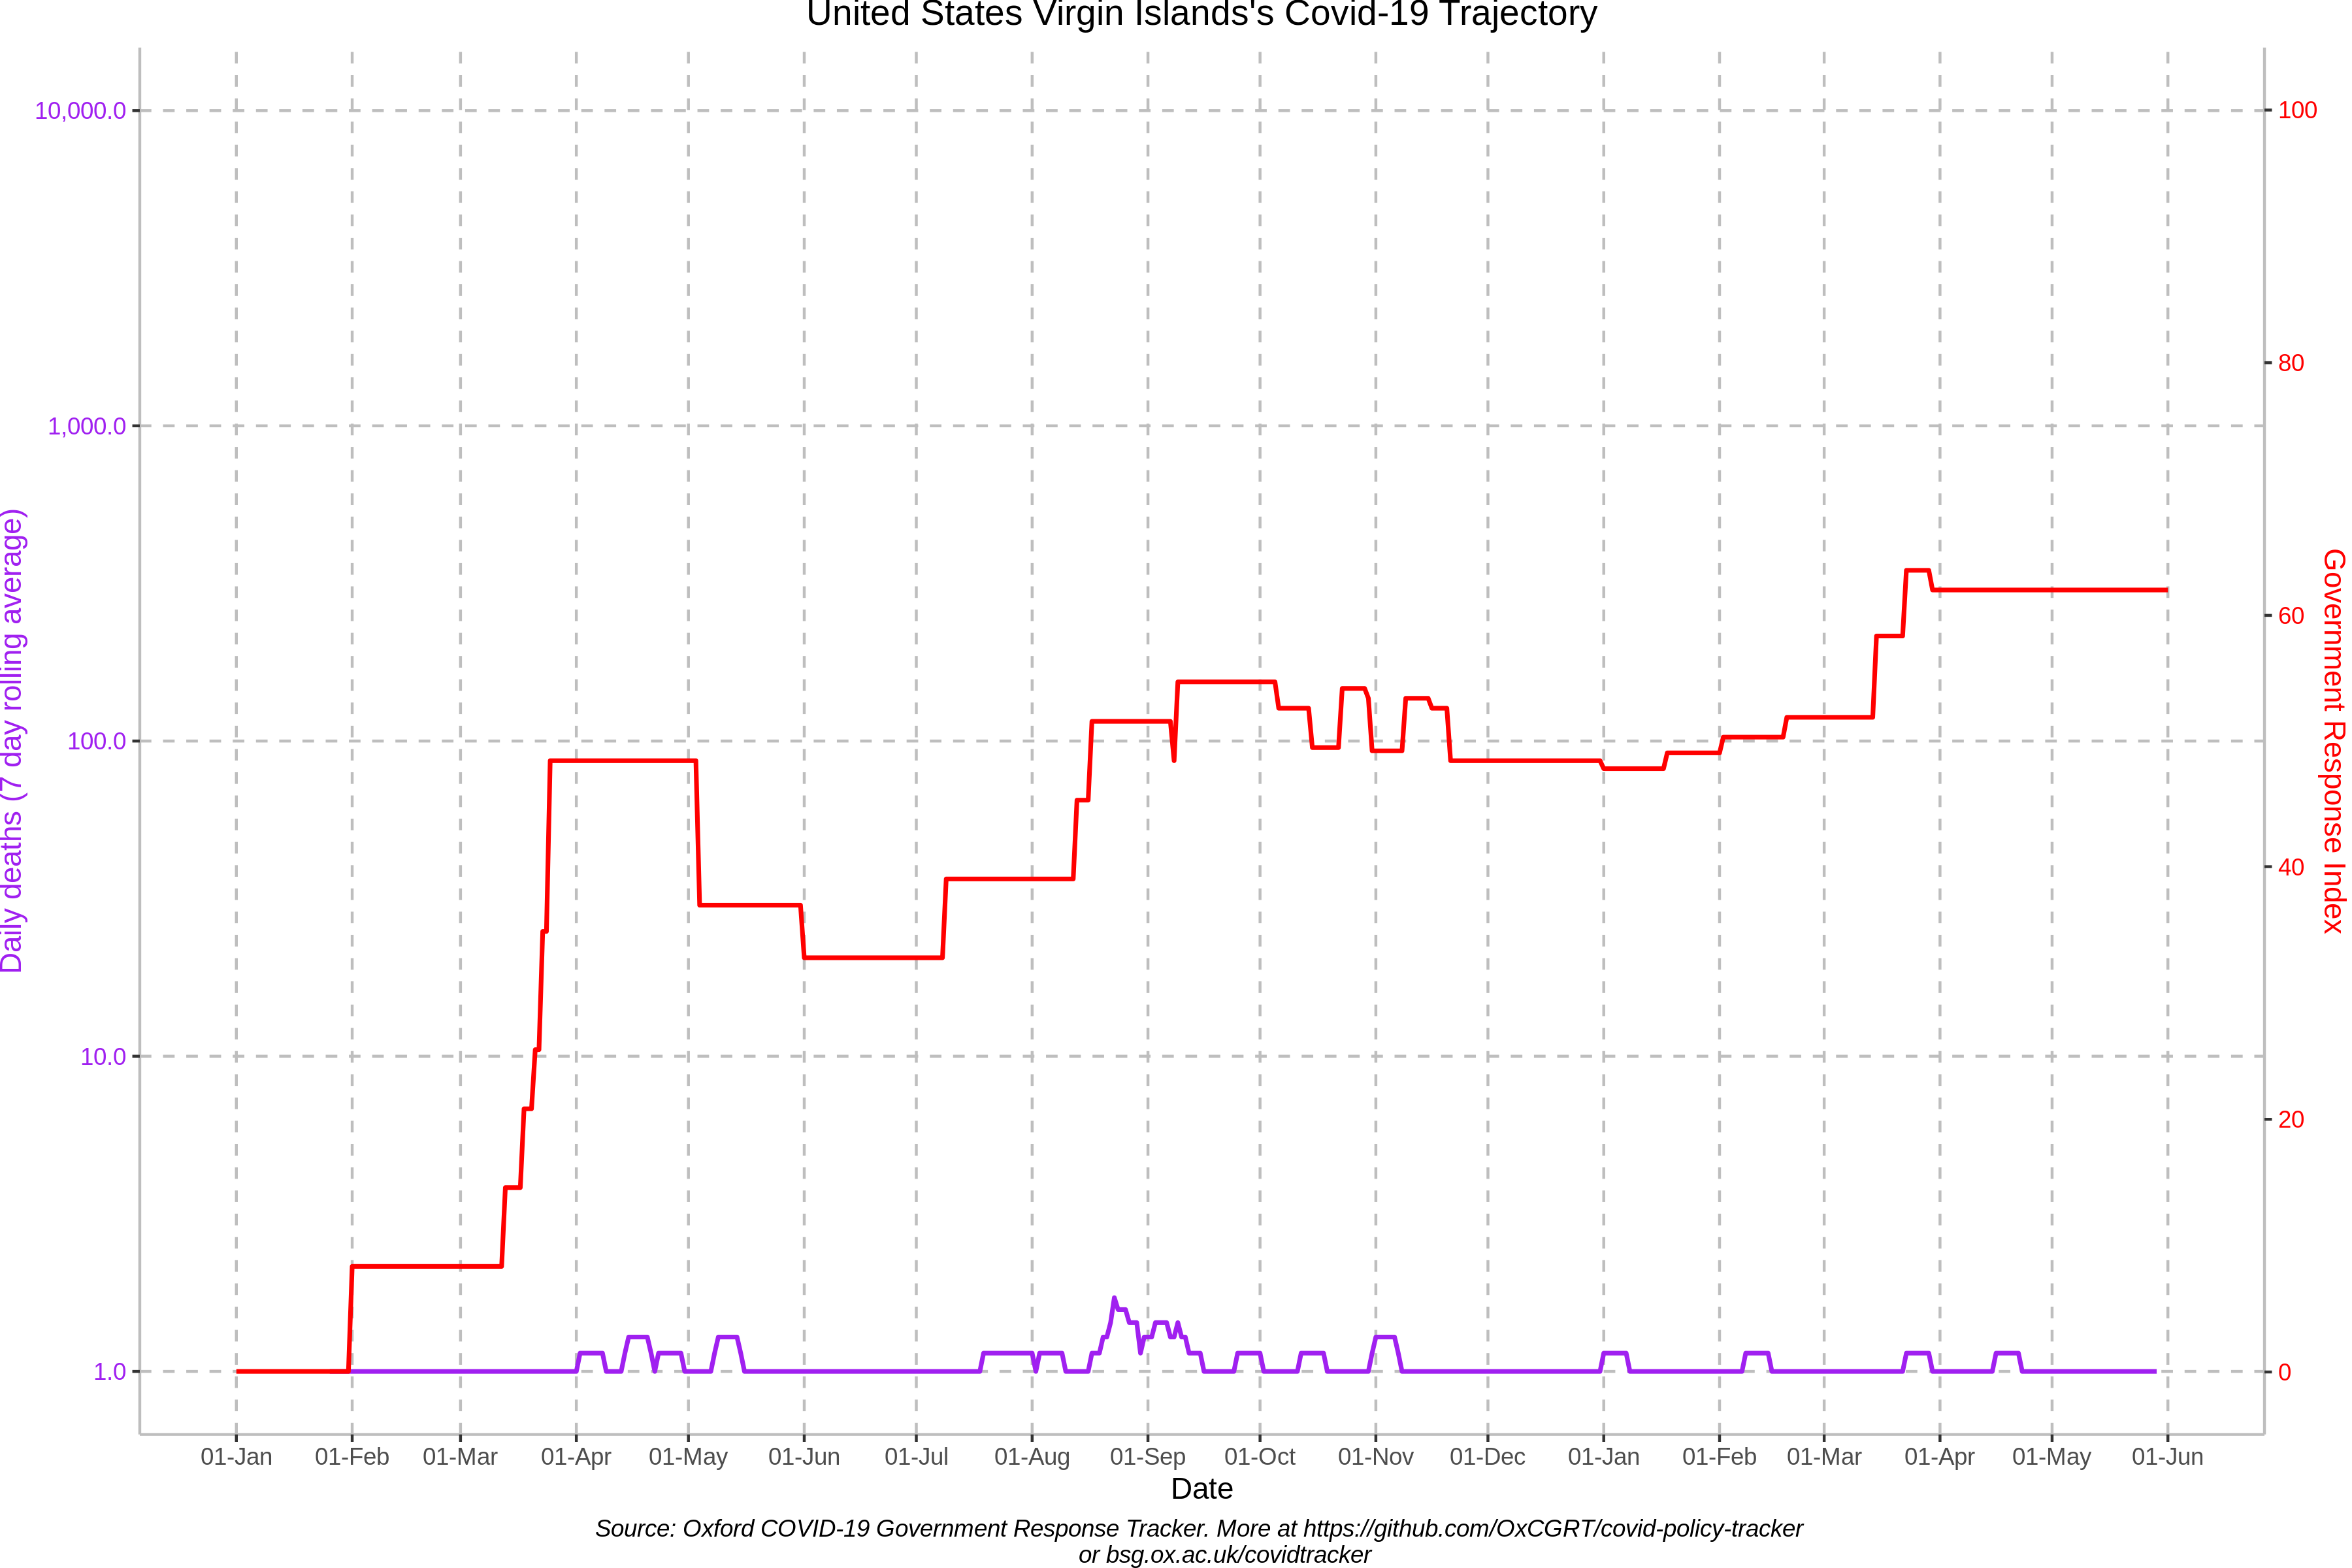 United States Virgin Islands's Covid-19 Trajectory
10,000.0
1,000.0
100.0
10.0
1.0
Daily deaths (7 day rolling average)
100
80
60
40
20
0
Government Response Index
01-Jan 01-Feb 01-Mar 01-Apr 01-May 01-Jun 01-Jul 01-Aug 01-Sep 01-Oct 01-Nov 01-Dec 01-Jan 01-Feb 01-Mar 01-Apr 01-May 01-Jun
Date
Source: Oxford COVID-19 Government Response Tracker. More at https://github.com/OxCGRT/covid-policy-tracker
or bsg.ox.ac.uk/covidtracker